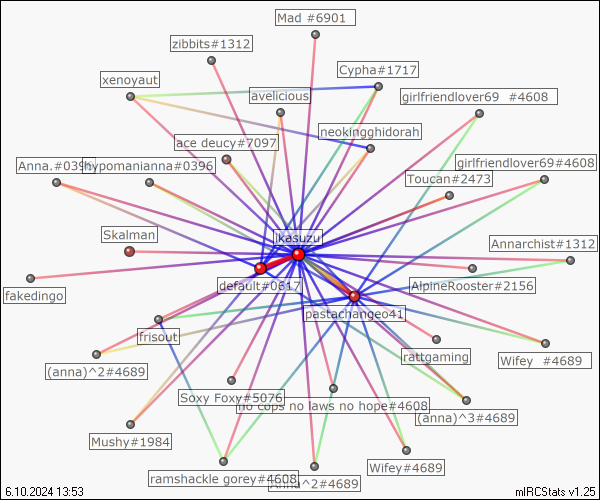 Mad #6901
zibbits#1312
Cypha#1717
xenoyaut
avelicious
girlfriendlover69 #4608
neokingghidorah
ace deucy#7097
Anna.#039
hypomanianna#0396
girlfriendlover69#4608
Toucan#2473
Skalman
ikasuzu
Annarchist#1312
default#0617
AlpineRooster#2156
fakedingo
pastachangeo41
frisout
rattgaming
Wifey #4689
(anna)^2#4689
Soxy Foxy#5076
no cops no laws no hope#4608
(anna)^3#4689
Mushy#1984
Wifey#4689
ramshackle gorey#4608
Anna^2#4689
6.10.2024 13:53
mIRCStats v1.25